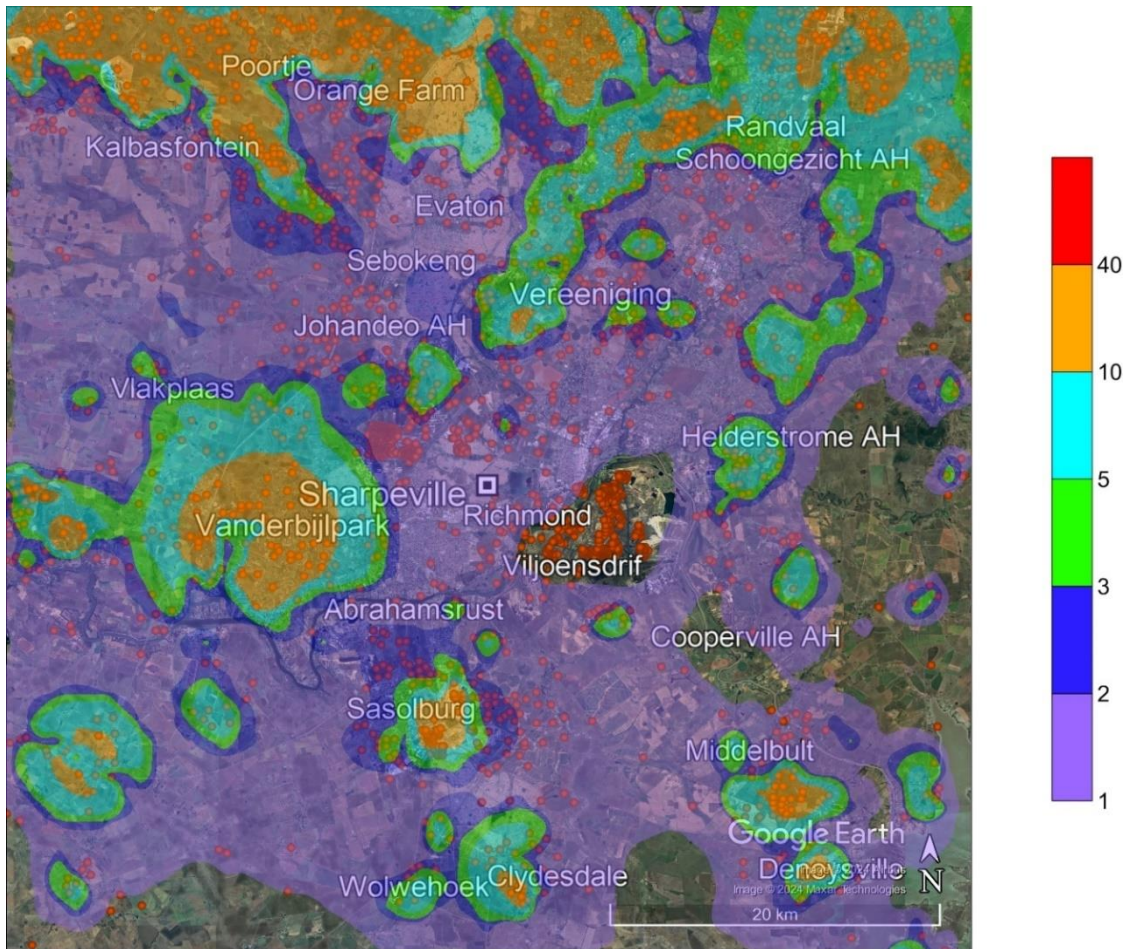 Poortje
Orange Farm
Randvaal
Kalbasfontein
Schoongezicht AH
Evaton
Sebokeng
40
Vereeniging
Johandeo AH
10
Vlakplaas
Helderstrome AH
5
Sharpeville
Richmond
Vanderbijlpark
Viljoensdrif
3
Abrahamsrust
Cooperville AH
2
Sasolburg
Middelbult
1
Google Earth
Deneysville
Wolwehoek
Clydesdale
N
Image © 2024 Maxar Technologies
20 km